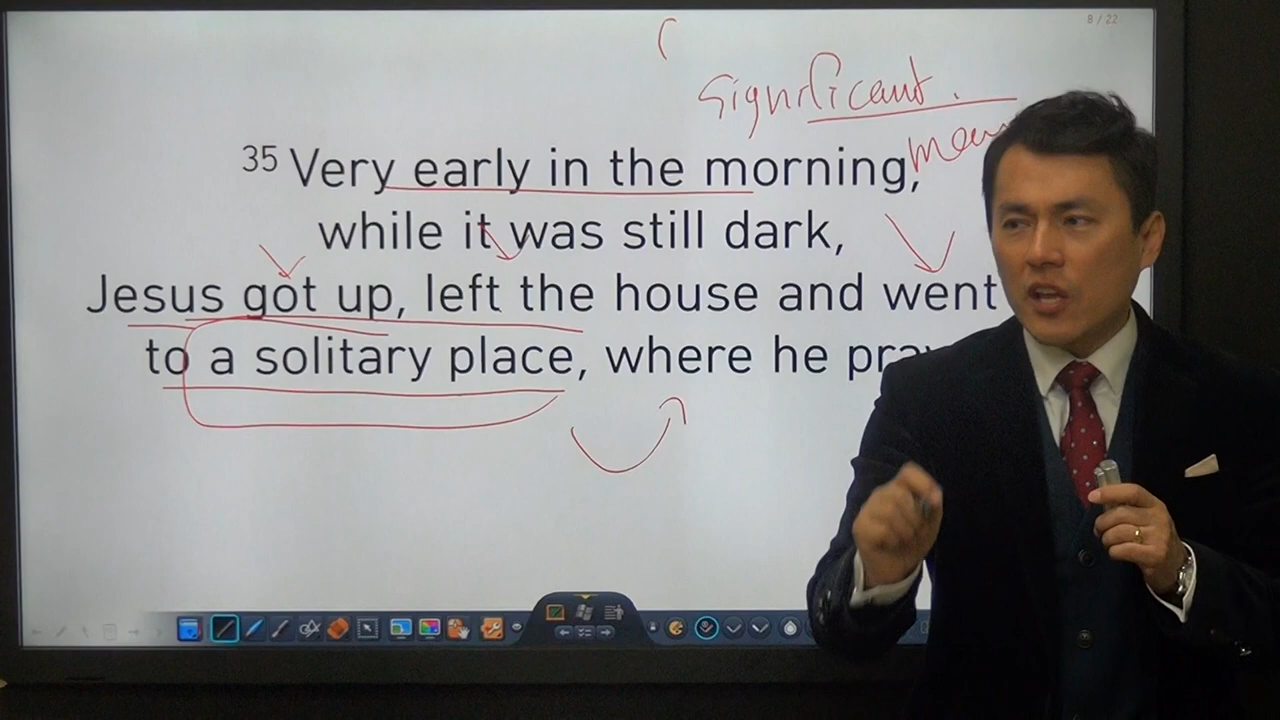 8 / 22
significant.
35 Very early in the morning,
while it was still dark,
Jesus got up, left the house and went
to a solitary place, where he